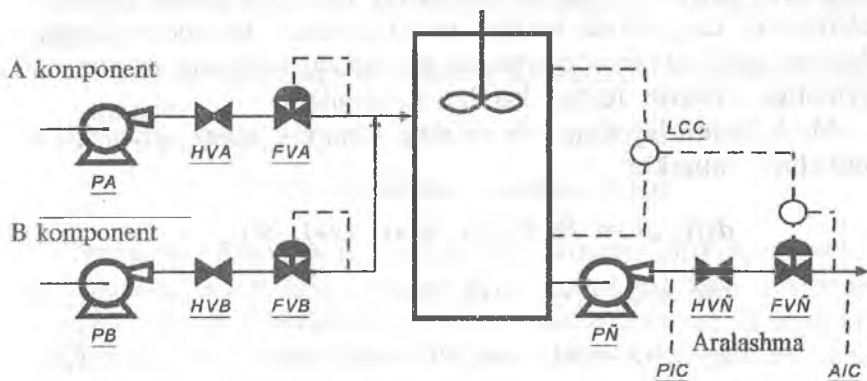 A komponent
PA
HVA
FVA
B komponent
PB
HVB
FVB
LCC
PÑ
HVÑ
FVÑ
Aralashma
PIC
AIC